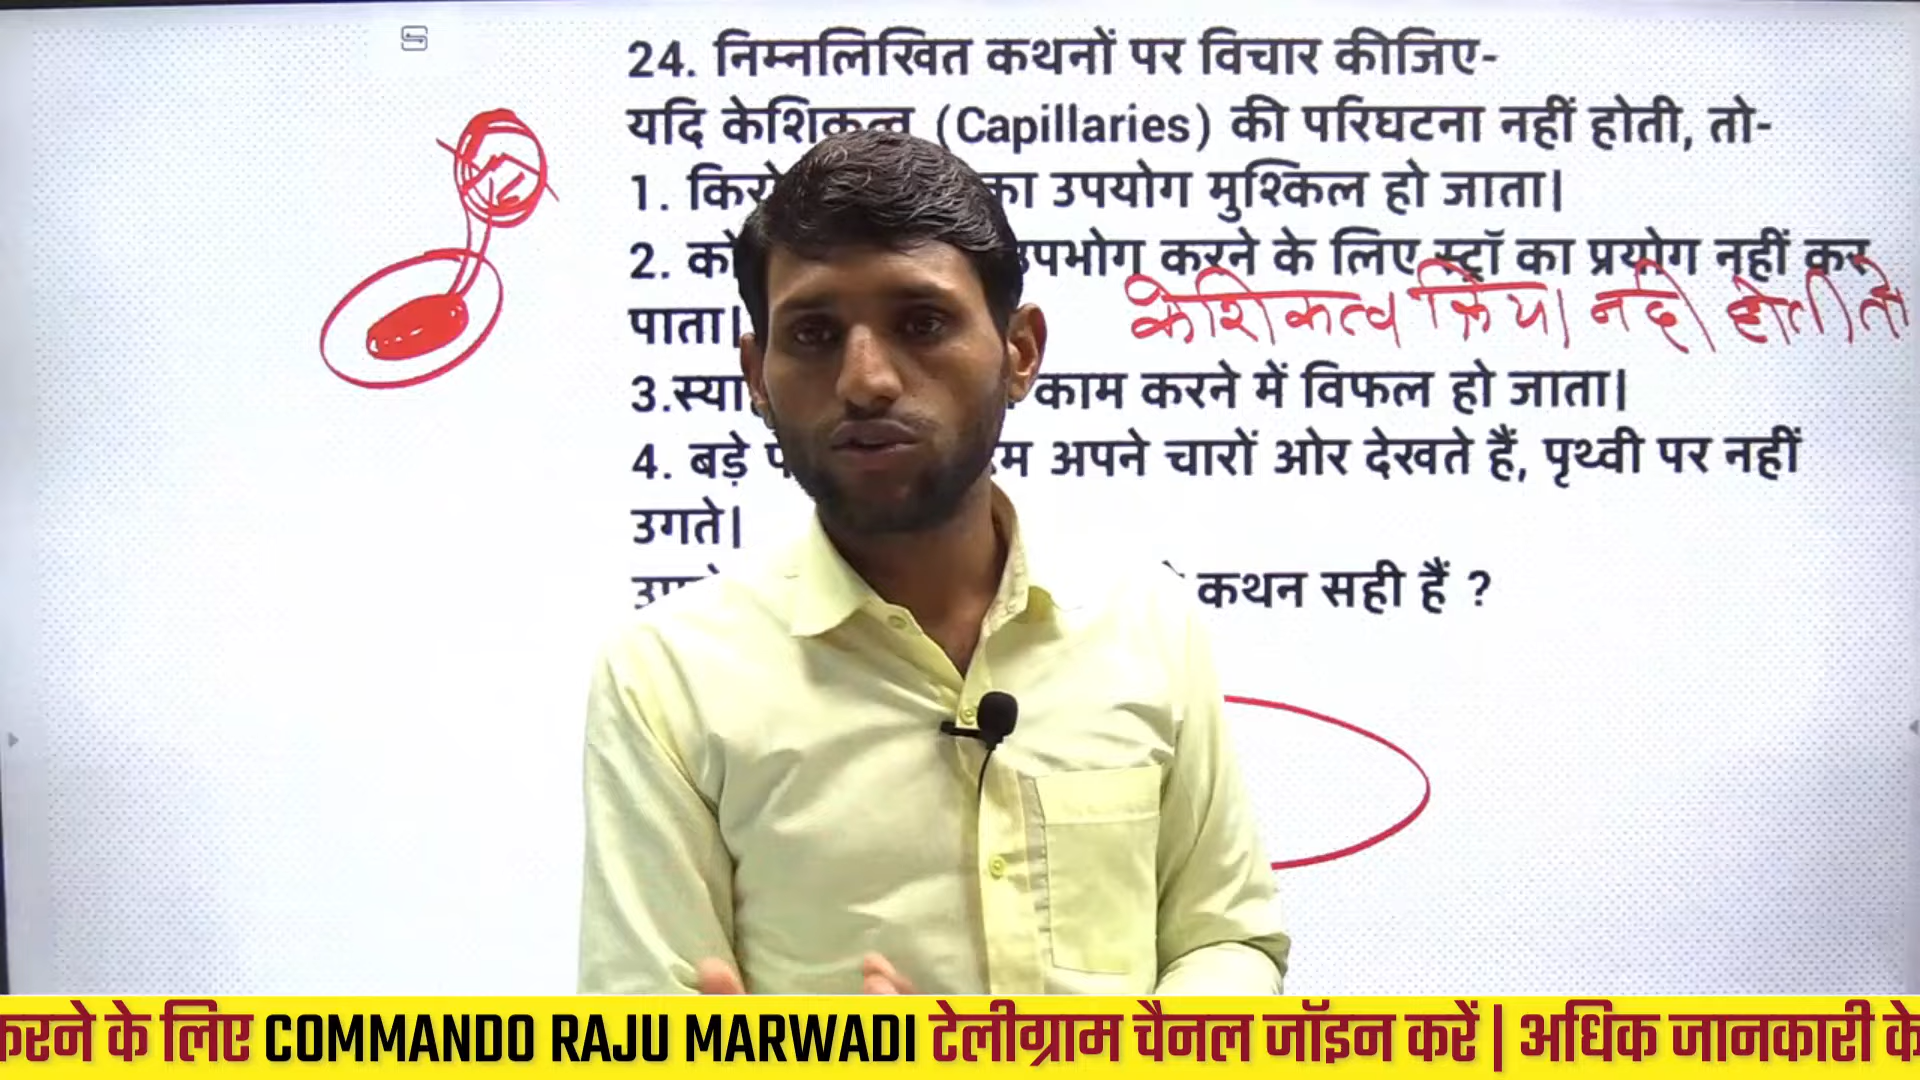 24. निम्नलिखित कथनों पर विचार कीजिए-
यदि केशिकत्व (Capillaries) की परिघटना नहीं होती, तो-
1. का उपयोग मुश्किल हो जाता|
2. उपभोग करने के लिए स्ट्रॉ का प्रयोग नहीं कर
केशिकत्व क्रिया नही होती तो
पाता|
3. काम करने में विफल हो जाता|
4. बड़े अपने चारों ओर देखते हैं, पृथ्वी पर नहीं
उगते|
कथन सही हैं ?
करने के लिए COMMANDO RAJU MARWADI टेलीग्राम चैनल जॉइन करें | अधिक जानकारी के